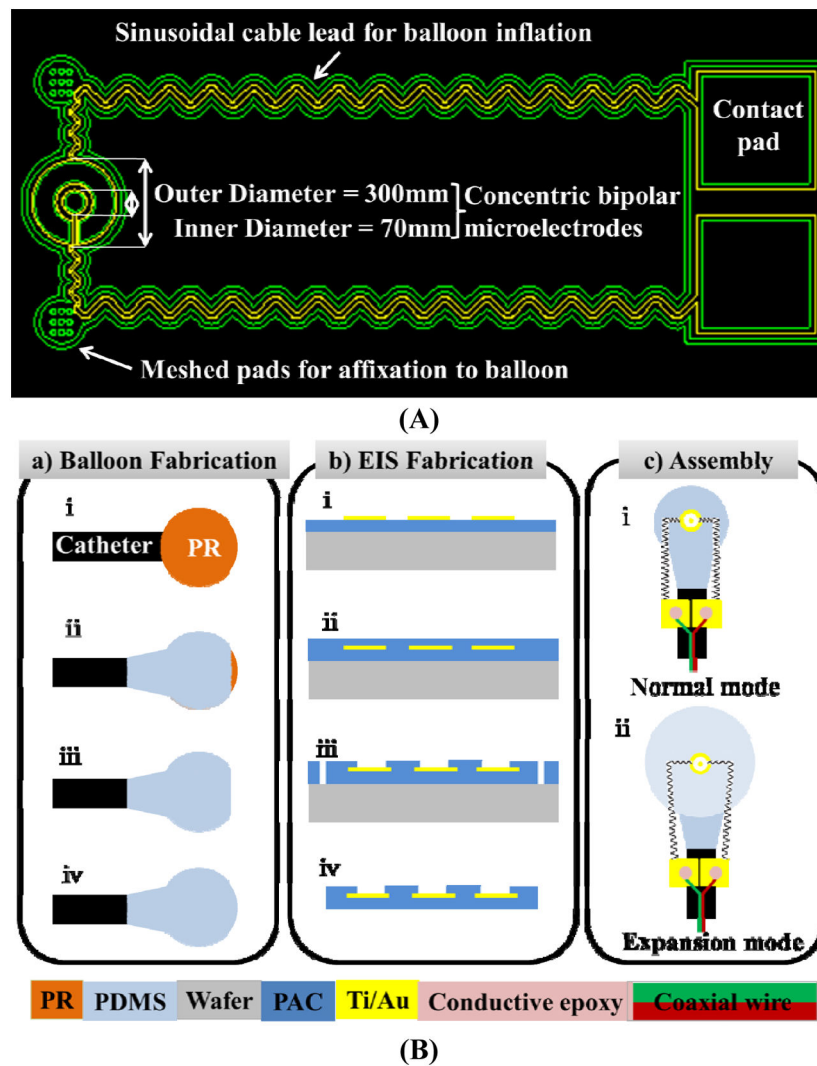 Sinusoidal cable lead for balloon inflation
Contact
pad
Outer Diameter = 300mm
Inner Diameter = 70mm
Concentric bipolar
microelectrodes
Meshed pads for affixation to balloon
(A)
a) Balloon Fabrication
i
Catheter
PR
ii
iii
iv
b) EIS Fabrication
i
ii
iii
iv
c) Assembly
i
Normal mode
ii
Expansion mode
PR PDMS Wafer PAC Ti/Au Conductive epoxy Coaxial wire
(B)